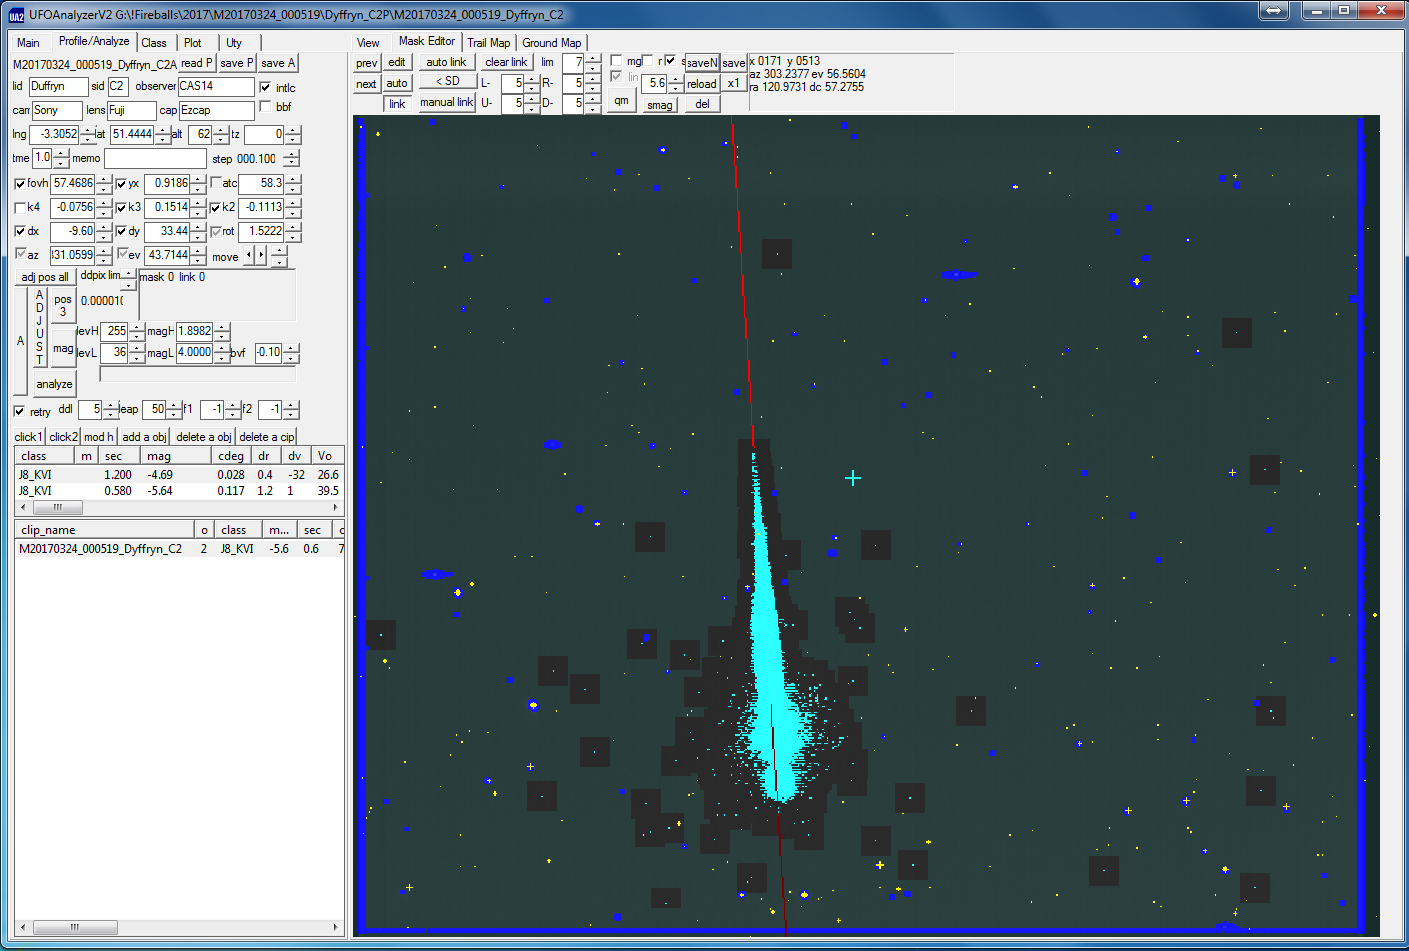 UA2 UFOAnalyzerV2 G:\!Fireballs\2017\M20170324_000519\Dyffryn_C2P\M20170324_000519_Dyffryn_C2
Main Profile/Analyze Class Plot Uty View Mask Editor Trail Map Ground Map
M20170324_000519_Dyffryn_C2A read P save P save A
lid Duffryn sid C2 observer CAS14 intlc
Sony lens Fuji cap Ezcap bbf
lng -3.3052 51.4444 alt 62 tz 0
tme 1.0 memo step 000.100
fovh 57.4686 yx 0.9186 atc 58.3
k4 -0.0756 k3 0.1514 k2 -0.1113
dx -9.60 dy 33.44 rot 1.5222
az 331.0599 ev 43.7144 move
adj pos all ddpix lim mask 0 link 0
A
ADJUST
pos
3
0.00001
mag
analyze
levH 255 magH 1.8982
levL 36 magL 4.0000 bvf -0.10
retry ddl 5 leap 50 f1 -1 f2 -1
click1 click2 mod h add a obj delete a obj delete a clp
class m sec mag cdeg dr dv Vo
J8_KVI 1.200 -4.69 0.028 0.4 -32 26.6
J8_KVI 0.580 -5.64 0.117 1.2 1 39.5
clip_name o class m... sec
M20170324_000519_Dyffryn_C2 2 J8_KVI -5.6 0.6 7
prev edit auto link clear link lim 7 mg r s saveN save
next auto < SD L- 5 R- 5 lin 5.6 reload x1
link manual link U- 5 D- 5 qm smag del
x 0171 y 0513
az 303.2377 ev 56.5604
ra 120.9731 dc 57.2755